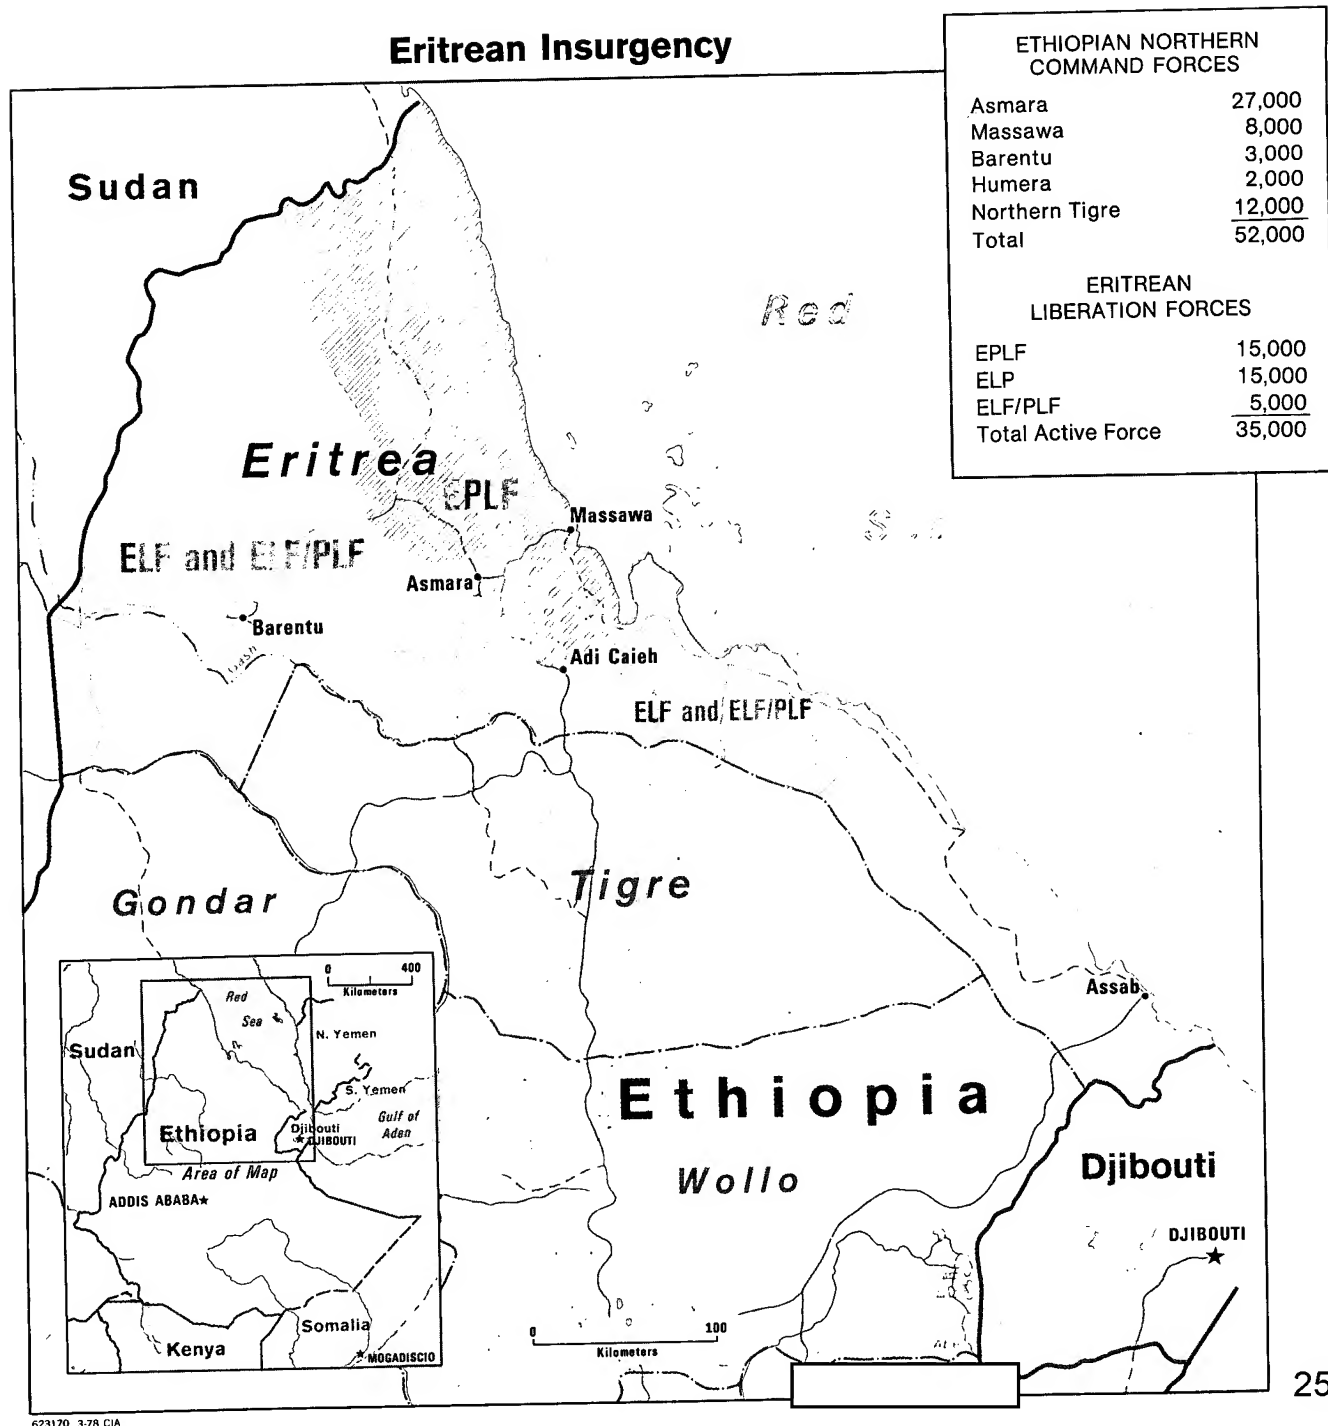 Eritrean Insurgency
ETHIOPIAN NORTHERN
COMMAND FORCES
Asmara 27,000
Massawa 8,000
Barentu 3,000
Humera 2,000
Northern Tigre 12,000
Total 52,000
ERITREAN
LIBERATION FORCES
EPLF 15,000
ELP 15,000
ELF/PLF 5,000
Total Active Force 35,000
Sudan
Red
Eritrea
EPLF
Massawa
ELF and ELF/PLF
Asmara
Barentu
Adi Caieh
ELF and ELF/PLF
Gondar
Tigre
Assab
Ethiopia
Wollo
Djibouti
DJIBOUTI
0 100
Kilometers
0 400
Kilometers
Red
Sea
N. Yemen
Sudan
S. Yemen
Gulf of
Aden
Djibouti
DJIBOUTI
Ethiopia
Area of Map
ADDIS ABABA
Somalia
Kenya
MOGADISCIO
25
623170 3-78 CIA